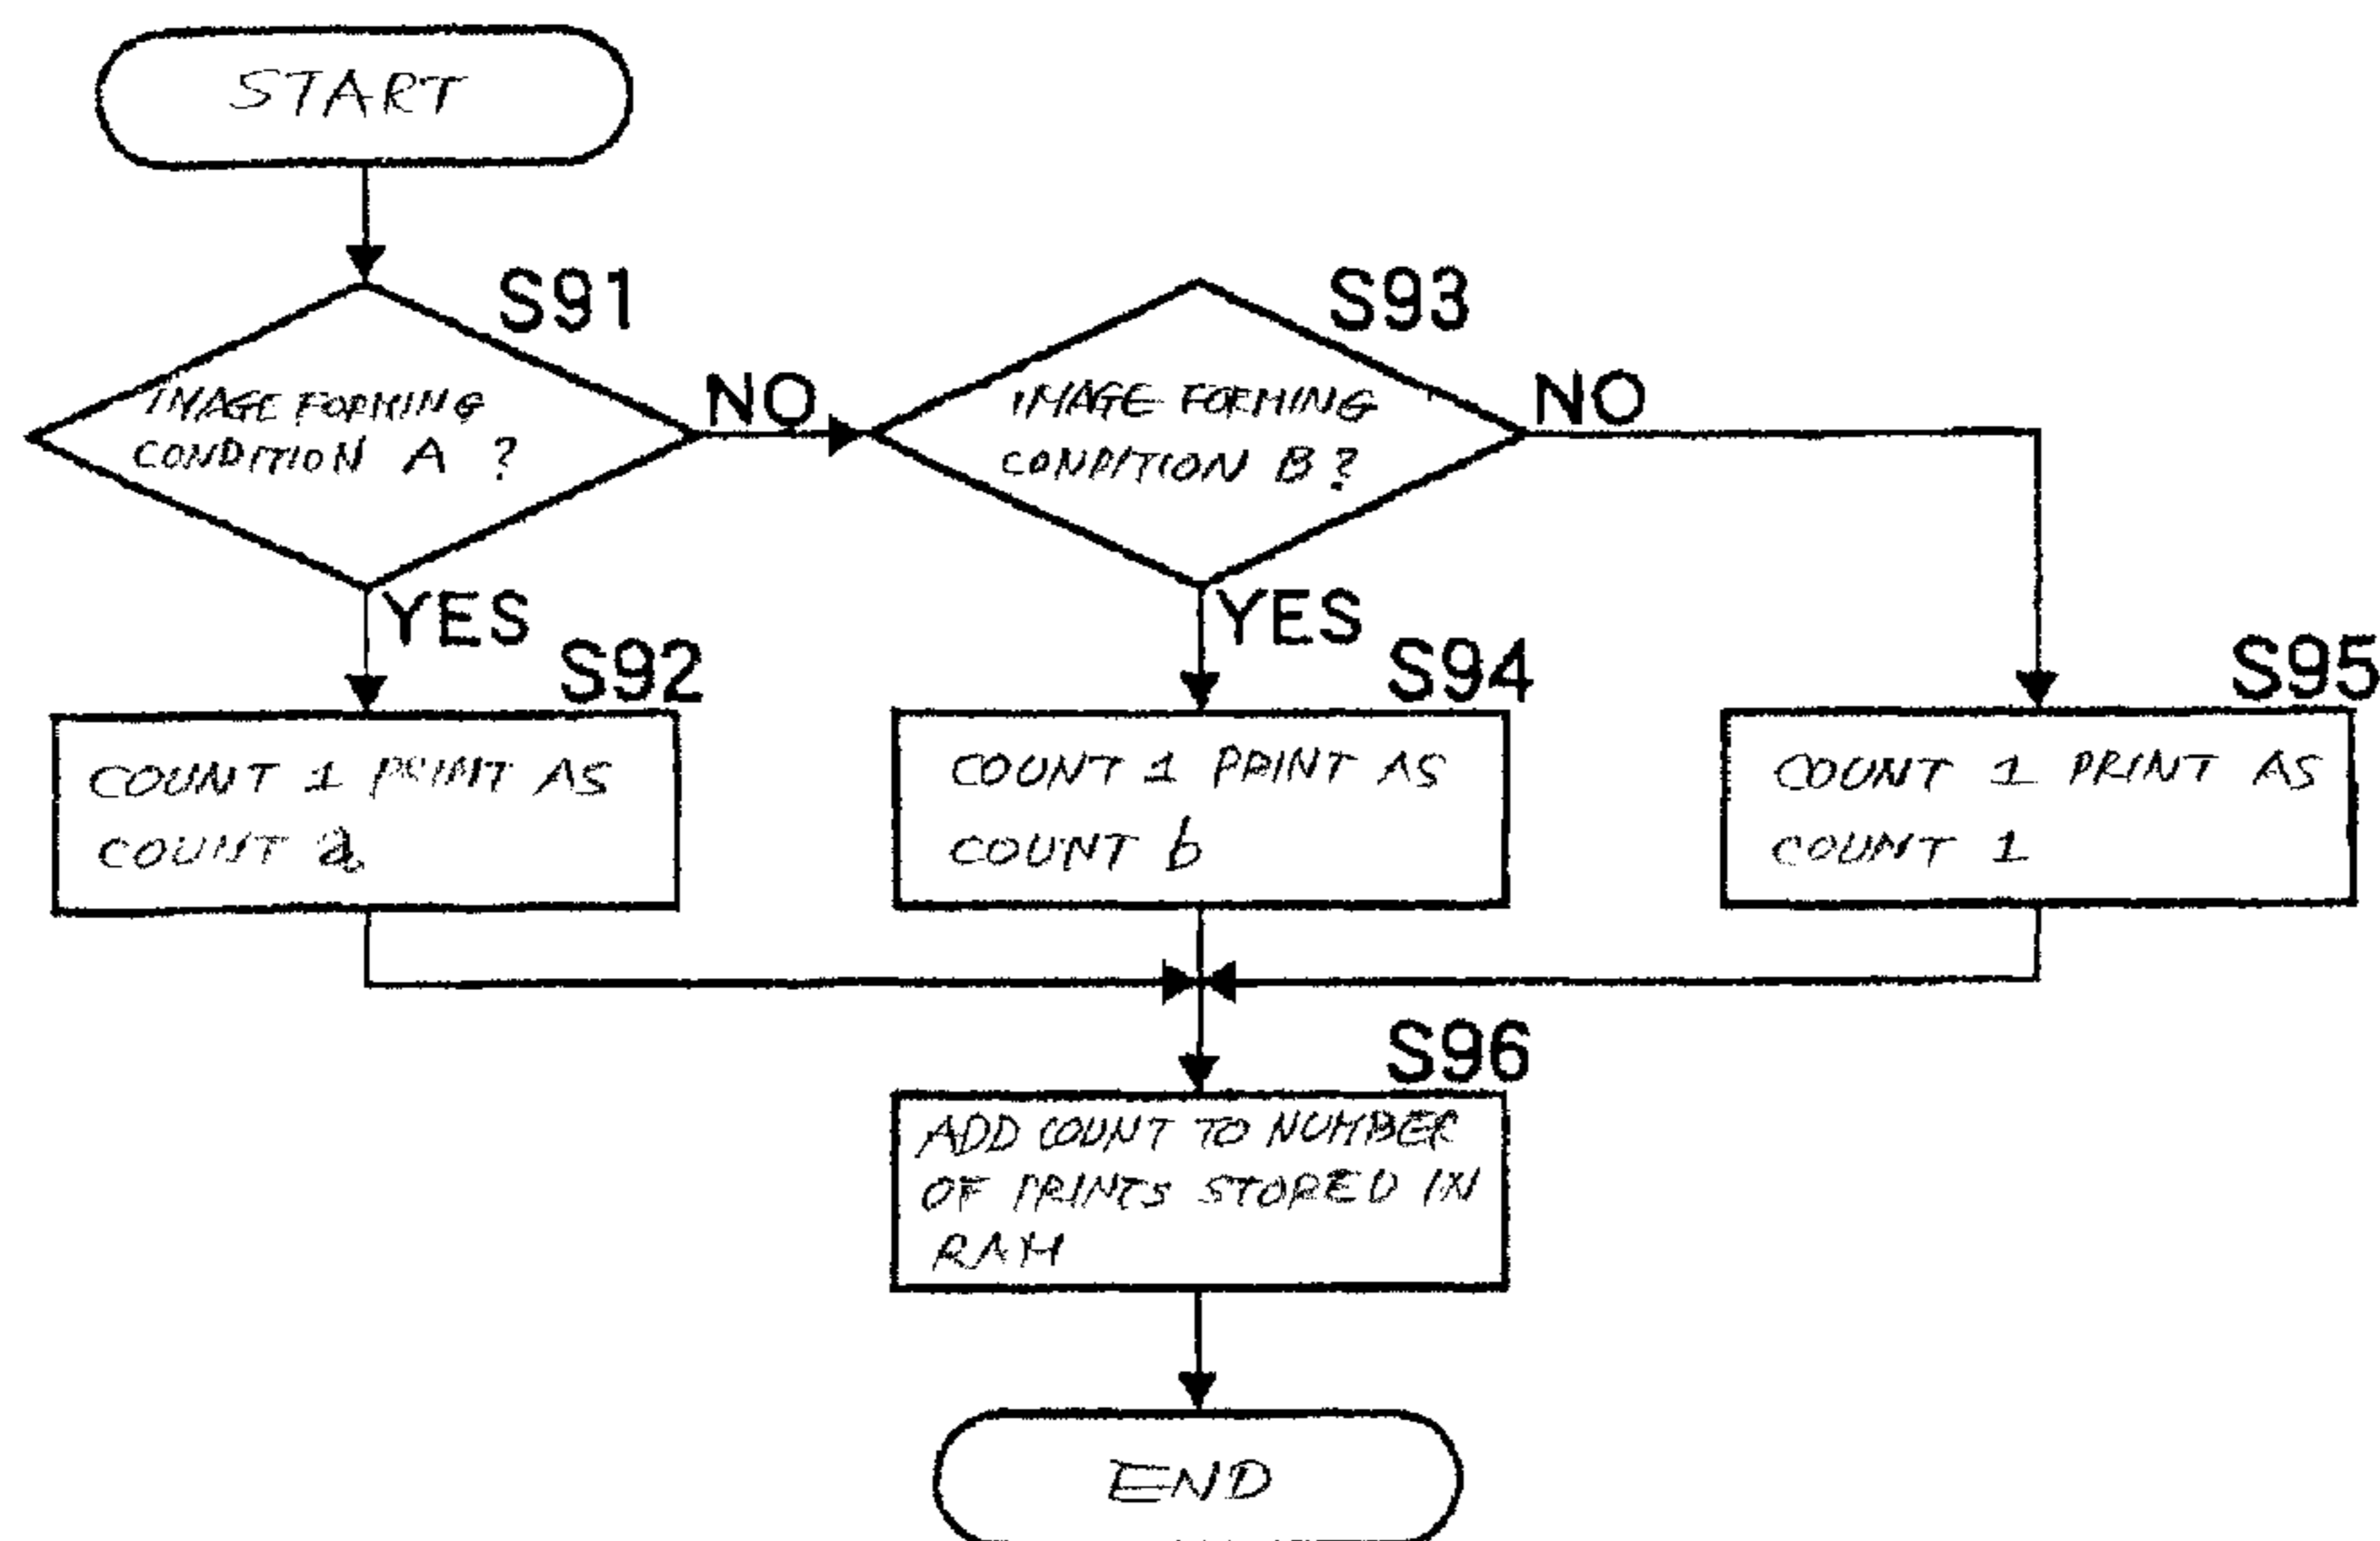 START
S91
IMAGE FORMING
CONDITION A ?
NO
S93
IMAGE FORMING
CONDITION B ?
NO
YES
YES
S92
COUNT 1 PRINT AS
COUNT a
S94
COUNT 1 PRINT AS
COUNT b
S95
COUNT 1 PRINT AS
COUNT 1
S96
ADD COUNT TO NUMBER
OF PRINTS STORED IN
RAM
END